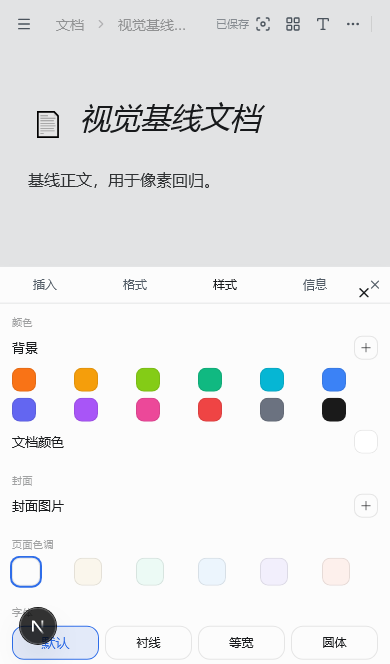 文档 > 视觉基线... 已保存
视觉基线文档
基线正文，用于像素回归。
插入 格式 样式 信息
颜色
背景
文档颜色
封面
封面图片
页面色调
N
默认 衬线 等宽 圆体